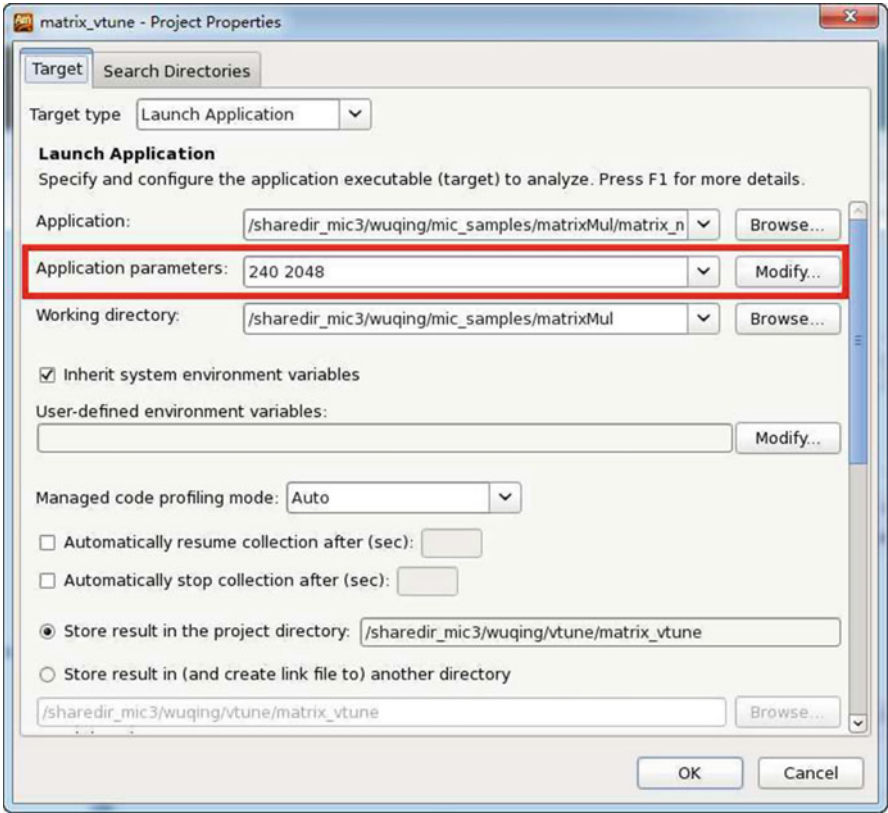 matrix_vtune - Project Properties
Target Search Directories
Target type Launch Application
Launch Application
Specify and configure the application executable (target) to analyze. Press F1 for more details.
Application: /sharedir_mic3/wuqing/mic_samples/matrixMul/matrix_n Browse...
Application parameters: 240 2048 Modify...
Working directory: /sharedir_mic3/wuqing/mic_samples/matrixMul Browse...
Inherit system environment variables
User-defined environment variables:
Modify...
Managed code profiling mode: Auto
Automatically resume collection after (sec):
Automatically stop collection after (sec):
Store result in the project directory: /sharedir_mic3/wuqing/vtune/matrix_vtune
Store result in (and create link file to) another directory
/sharedir_mic3/wuqing/vtune/matrix_vtune Browse...
OK Cancel